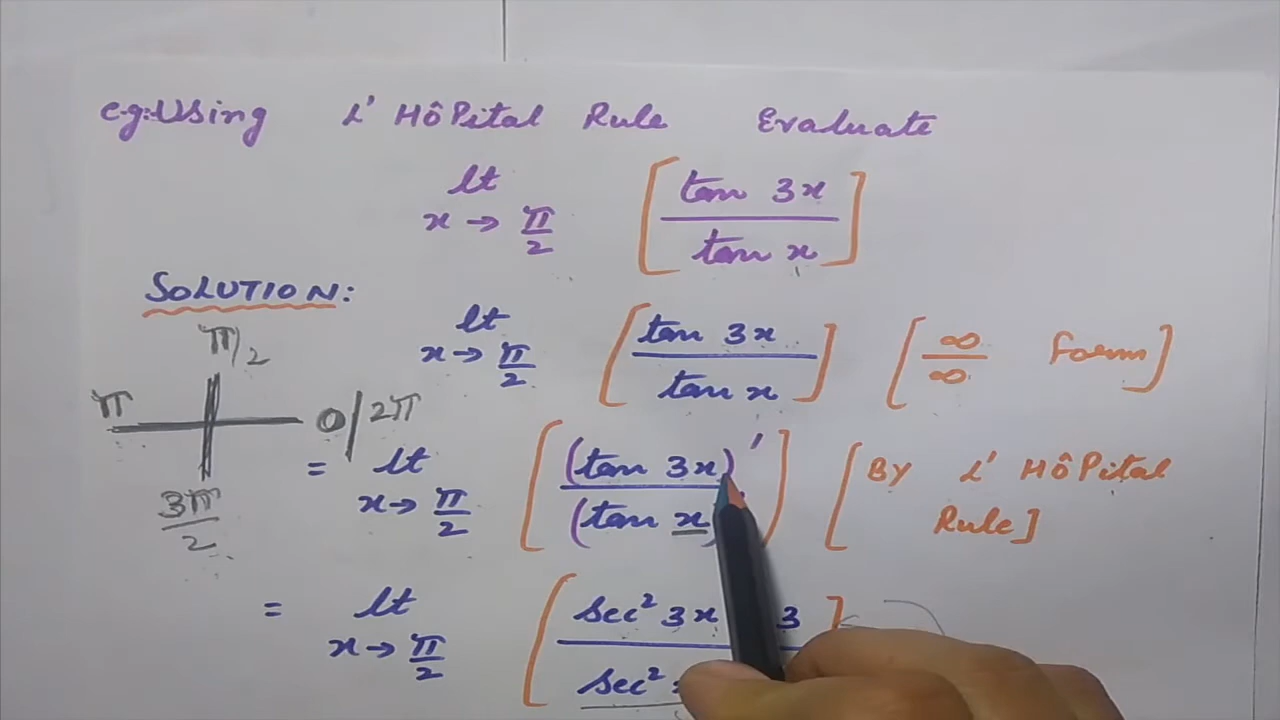 e.g:Using L' HôPital Rule Evaluate
lt x→π/2 [tan 3x / tan x]
SOLUTION:
lt x→π/2 [tan 3x / tan x] [∞/∞ Form]
π/2
π 0/2π
3π/2
= lt x→π/2 [(tan 3x)' / (tan x)] [By L' HôPital Rule]
= lt x→π/2 [sec² 3x 3 / sec²]